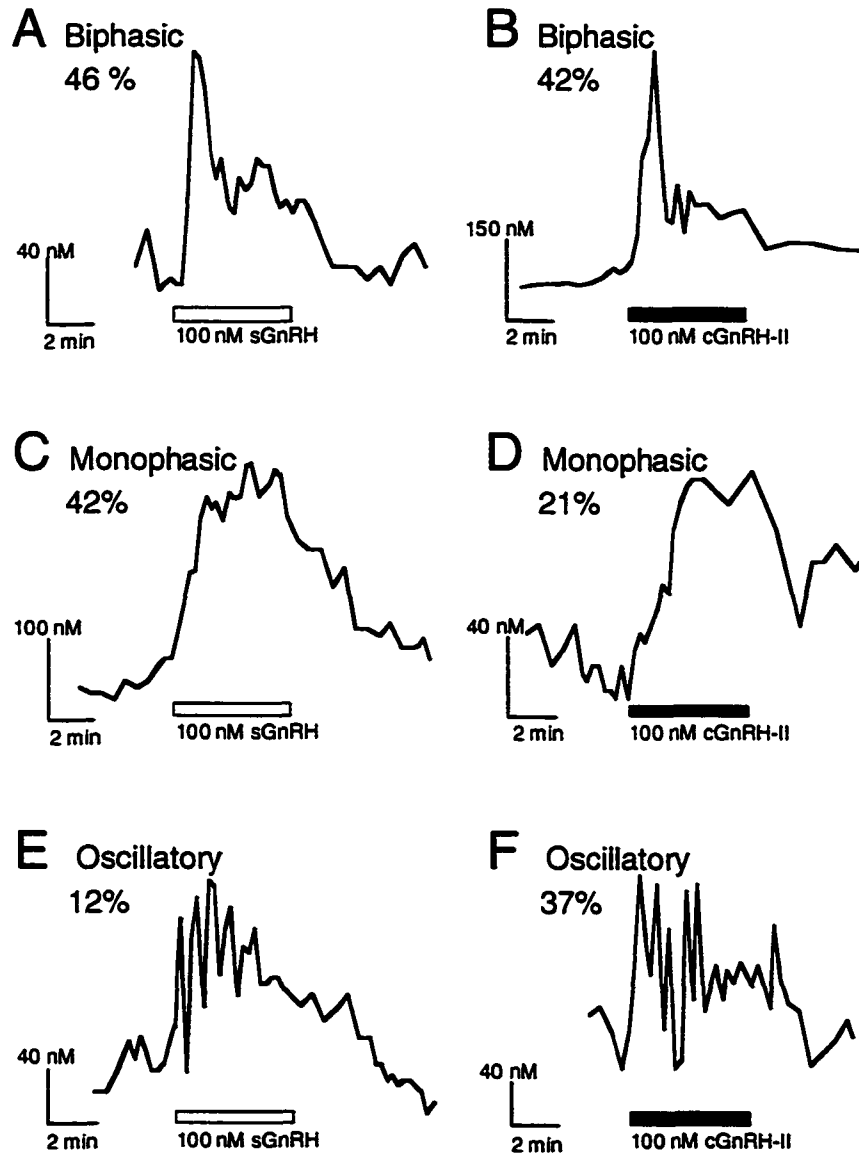 A Biphasic
46 %
40 nM
2 min
100 nM sGnRH
B Biphasic
42%
150 nM
2 min
100 nM cGnRH-II
C Monophasic
42%
100 nM
2 min
100 nM sGnRH
D Monophasic
21%
40 nM
2 min
100 nM cGnRH-II
E Oscillatory
12%
40 nM
2 min
100 nM sGnRH
F Oscillatory
37%
40 nM
2 min
100 nM cGnRH-II